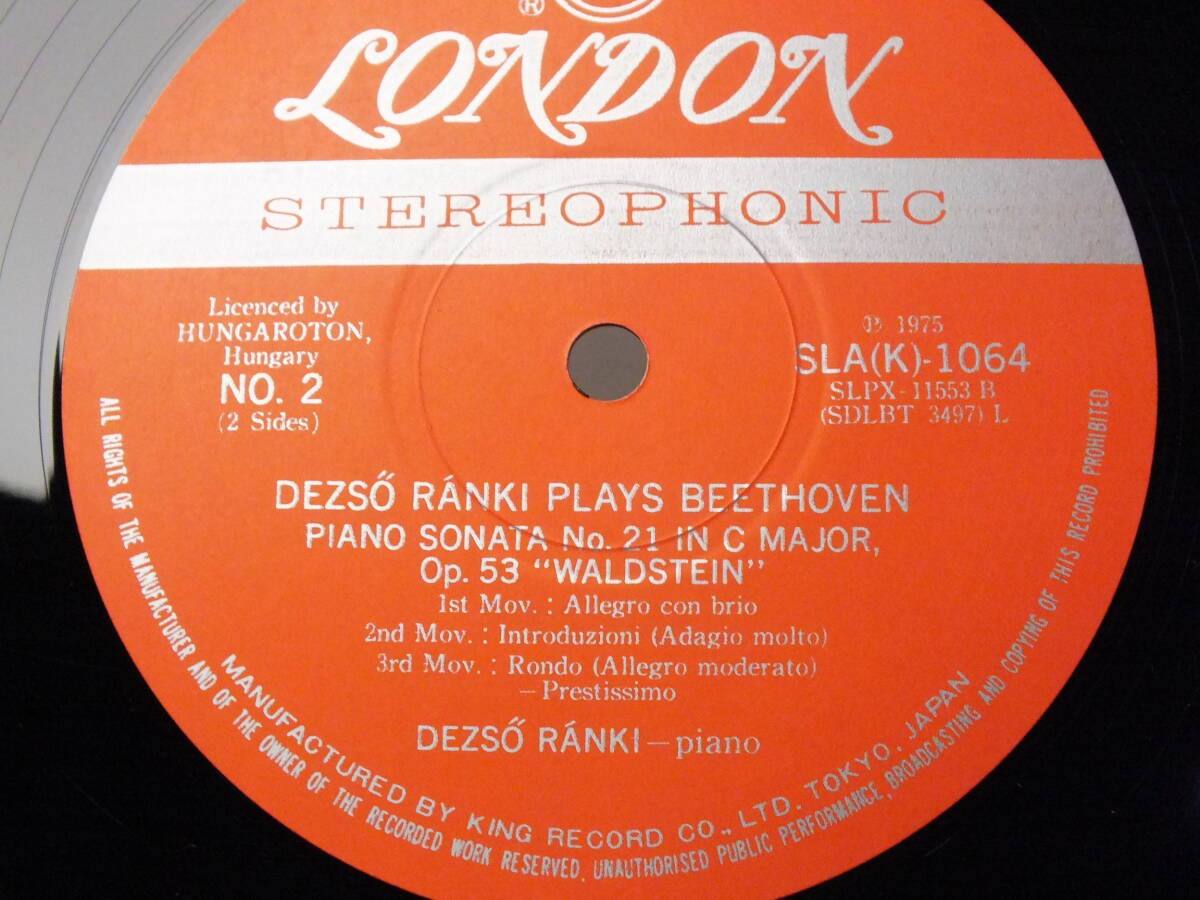 ®
LONDON
STEREOPHONIC
Licenced by
HUNGAROTON,
Hungary
NO. 2
(2 Sides)
℗ 1975
SLA(K)-1064
SLPX-11553 B
(SDLBT 3497) L
DEZSŐ RÁNKI PLAYS BEETHOVEN
PIANO SONATA No. 21 IN C MAJOR,
Op. 53 “WALDSTEIN”
1st Mov. : Allegro con brio
2nd Mov. : Introduzioni (Adagio molto)
3rd Mov. : Rondo (Allegro moderato)
—Prestissimo
DEZSŐ RÁNKI—piano
MANUFACTURED BY KING RECORD CO., LTD. TOKYO. JAPAN
ALL RIGHTS OF THE MANUFACTURER AND OF THE OWNER OF THE RECORDED WORK RESERVED, UNAUTHORISED PUBLIC PERFORMANCE, BROADCASTING AND COPYING OF THIS RECORD PROHIBITED